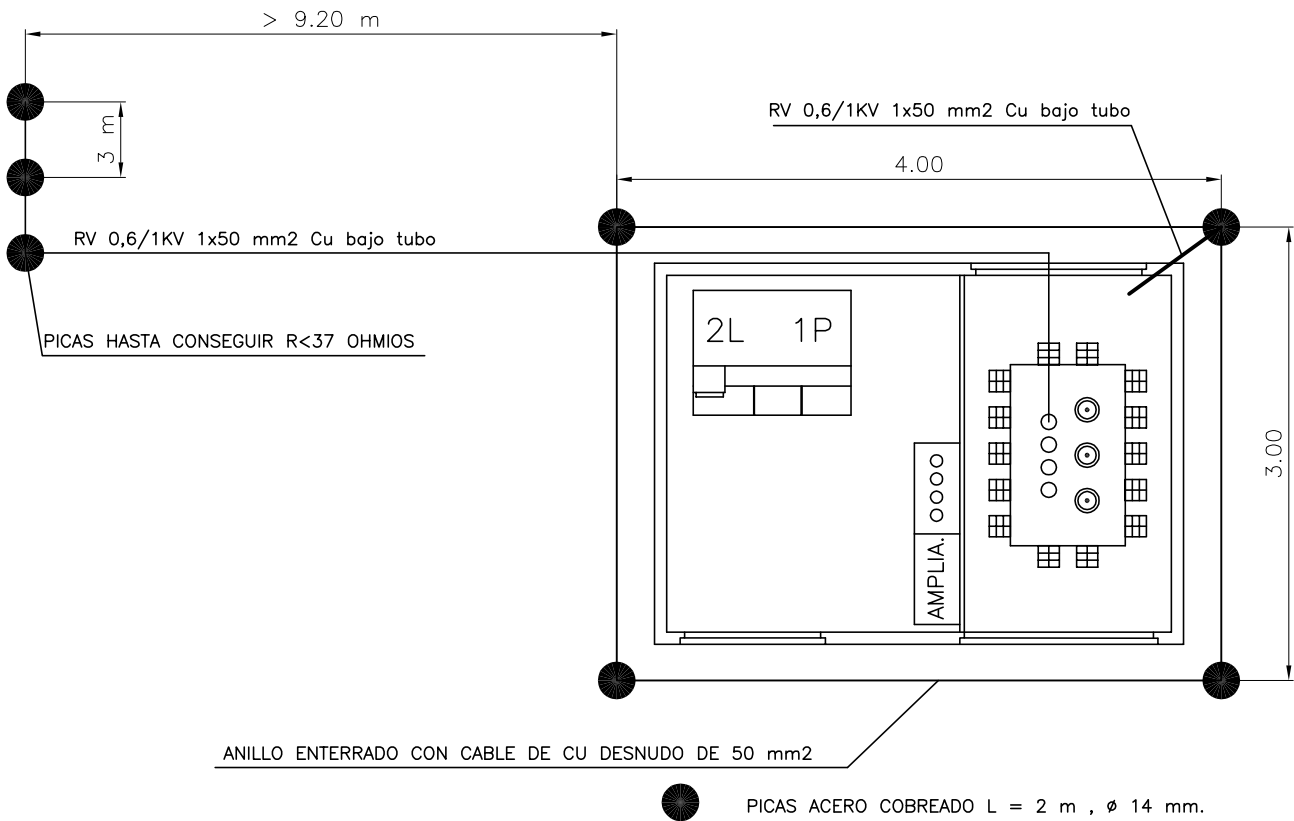 > 9.20 m
RV 0,6/1KV 1x50 mm2 Cu bajo tubo
3 m
4.00
RV 0,6/1KV 1x50 mm2 Cu bajo tubo
PICAS HASTA CONSEGUIR R<37 OHMIOS
2L 1P
3.00
AMPLIA.
ANILLO ENTERRADO CON CABLE DE CU DESNUDO DE 50 mm2
PICAS ACERO COBREADO L = 2 m , ø 14 mm.